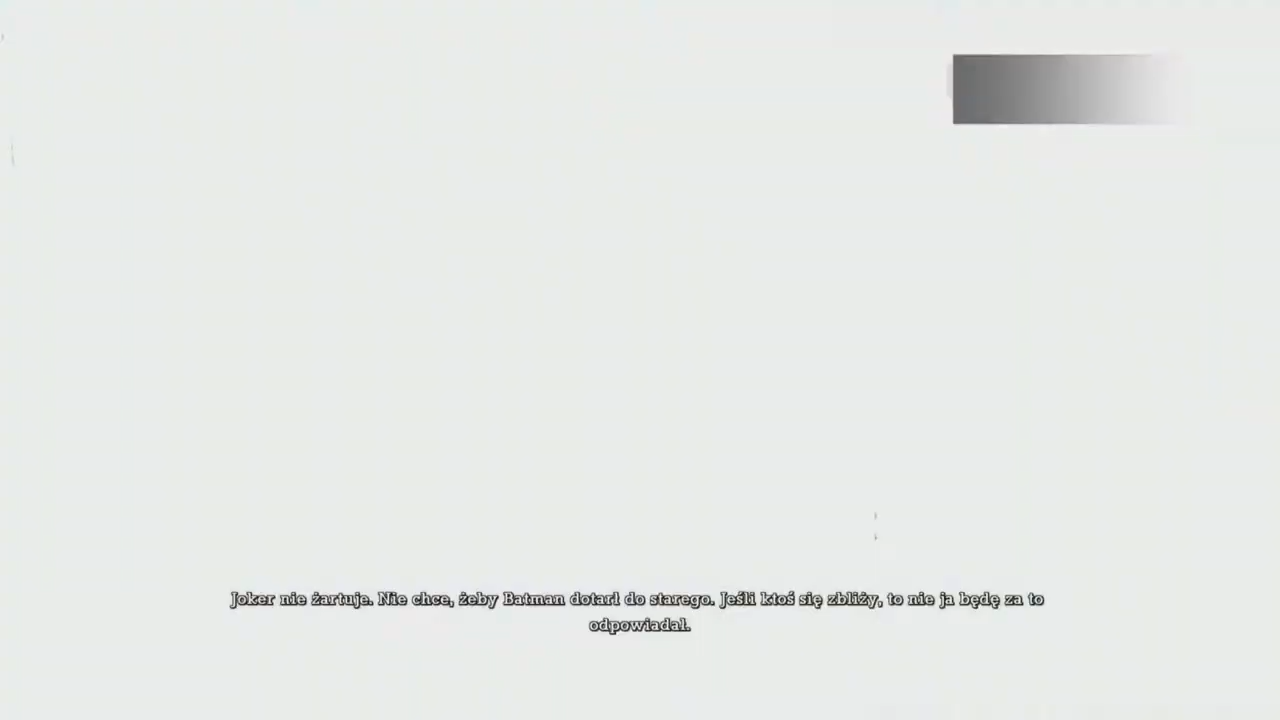 Joker nie żartuje. Nie chce, żeby Batman dotarł do starego. Jeśli ktoś się zbliży, to nie ja będę za to
odpowiadał.